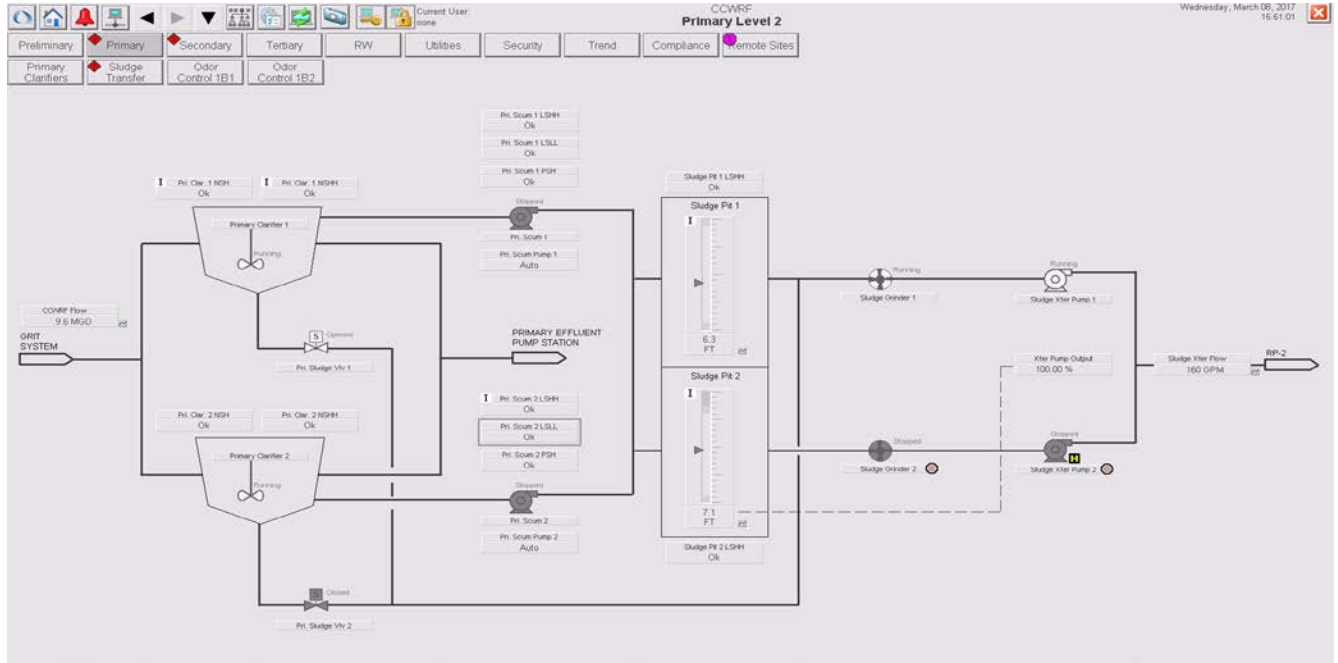 Current User:
none
CCWRF
Primary Level 2
Wednesday, March 08, 2017
16:51:01
Preliminary
Primary
Secondary
Tertiary
RW
Utilities
Security
Trend
Compliance
Remote Sites
Primary
Clarifiers
Sludge
Transfer
Odor
Control 1B1
Odor
Control 1B2
Pri. Scum 1 LSHH
Ok
Pri. Scum 1 LSLL
Ok
Pri. Scum 1 PSH
Ok
I Pri. Clar. 1 NSH
Ok
I Pri. Clar. 1 NSHH
Ok
Sludge Pit 1 LSHH
Ok
Stopped
Sludge Pit 1
I
Primary Clarifier 1
Running
Pri. Scum 1
Pri. Scum Pump 1
Auto
Running
Sludge Grinder 1
Running
Sludge Xfer Pump 1
CCWRF Flow
9.6 MGD
GRIT
SYSTEM
S
Opened
Pri. Sludge Vlv 1
PRIMARY EFFLUENT
PUMP STATION
6.3
FT
Xfer Pump Output
100.00 %
Sludge Xfer Flow
160 GPM
RP-2
Sludge Pit 2
I
Pri. Clar. 2 NSH
Ok
Pri. Clar. 2 NSHH
Ok
I Pri. Scum 2 LSHH
Ok
Pri. Scum 2 LSLL
Ok
Pri. Scum 2 PSH
Ok
Primary Clarifier 2
Running
Stopped
Pri. Scum 2
Pri. Scum Pump 2
Auto
Stopped
Sludge Grinder 2
Stopped
H
Sludge Xfer Pump 2
7.1
FT
Sludge Pit 2 LSHH
Ok
S
Closed
Pri. Sludge Vlv 2